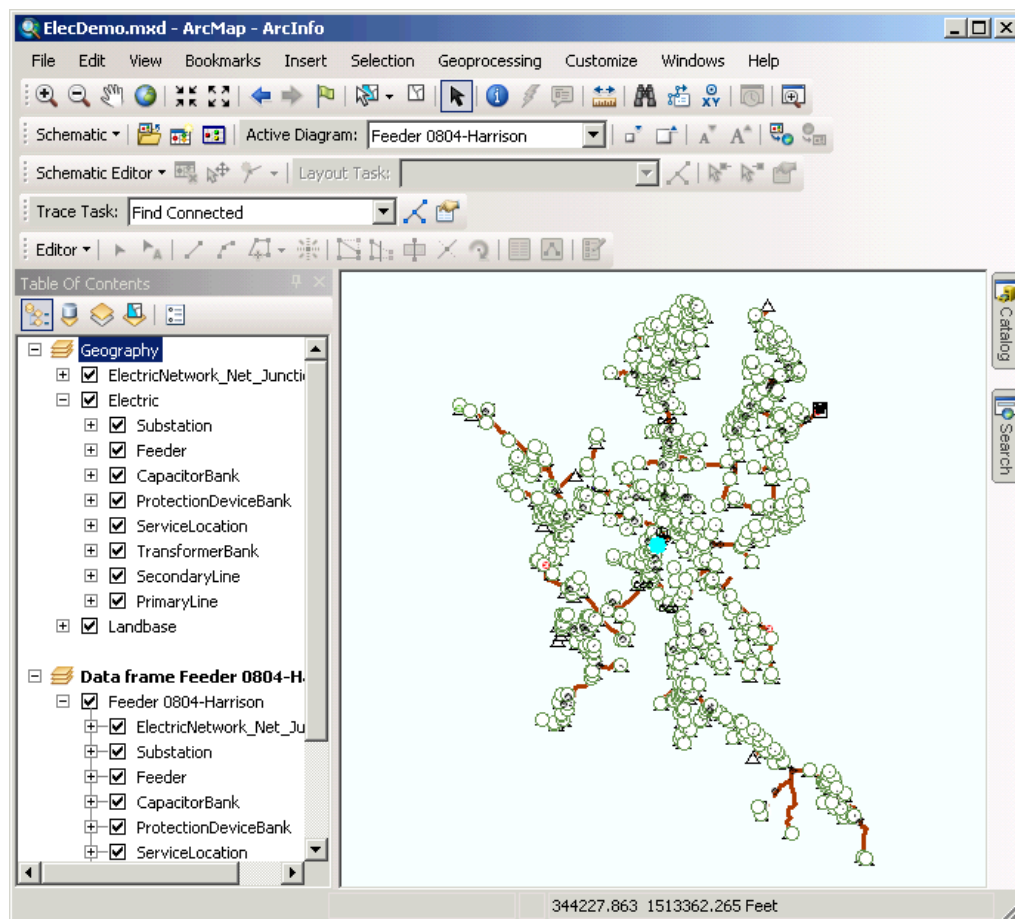 ElecDemo.mxd - ArcMap - ArcInfo
File Edit View Bookmarks Insert Selection Geoprocessing Customize Windows Help
XY
Schematic Active Diagram: Feeder 0804-Harrison
Schematic Editor Layout Task:
Trace Task: Find Connected
Editor
Table Of Contents
Geography
ElectricNetwork_Net_Juncti
Electric
Substation
Feeder
CapacitorBank
ProtectionDeviceBank
ServiceLocation
TransformerBank
SecondaryLine
PrimaryLine
Landbase
Data frame Feeder 0804-H
Feeder 0804-Harrison
ElectricNetwork_Net_Ju
Substation
Feeder
CapacitorBank
ProtectionDeviceBank
ServiceLocation
Catalog
Search
344227.863 1513362.265 Feet